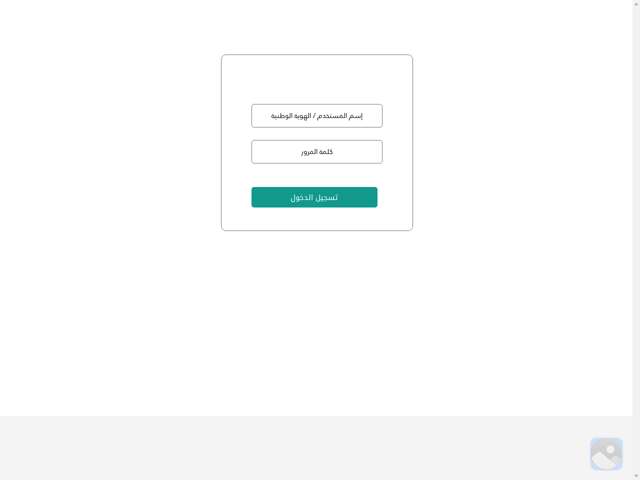 إسم المستخدم / الهوية الوطنية
كلمة المرور
تسجيل الدخول